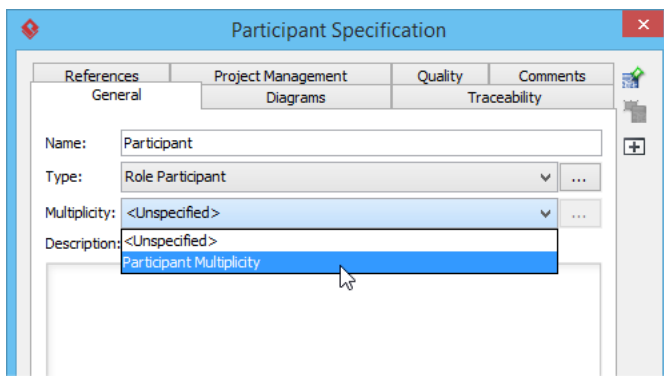 Participant Specification
References Project Management Quality Comments
General Diagrams Traceability
Name: Participant
Type: Role Participant ...
Multiplicity: <Unspecified> ...
Description: <Unspecified>
Participant Multiplicity